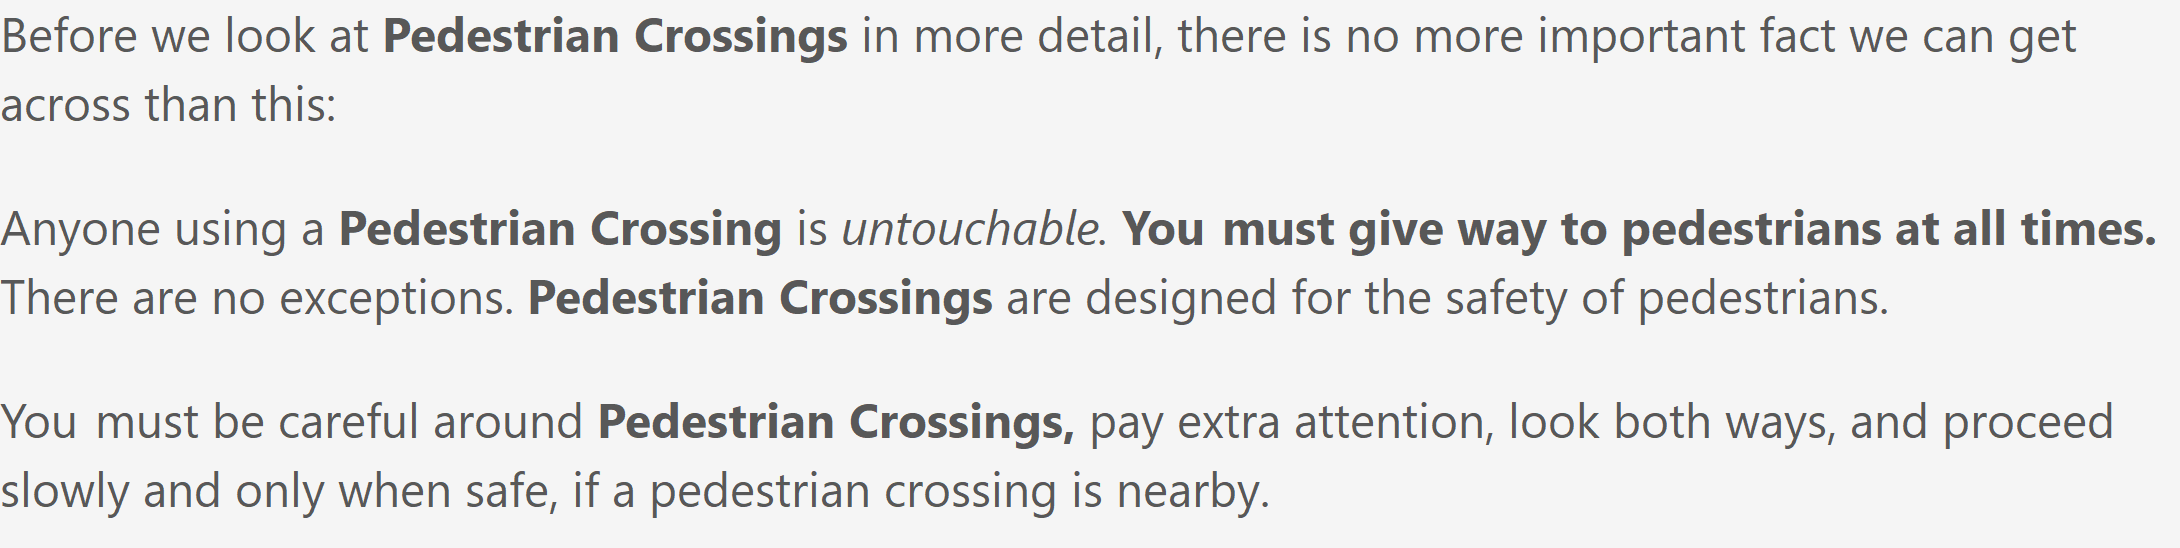 Before we look at Pedestrian Crossings in more detail, there is no more important fact we can get
across than this:
Anyone using a Pedestrian Crossing is untouchable. You must give way to pedestrians at all times.
There are no exceptions. Pedestrian Crossings are designed for the safety of pedestrians.
You must be careful around Pedestrian Crossings, pay extra attention, look both ways, and proceed
slowly and only when safe, if a pedestrian crossing is nearby.